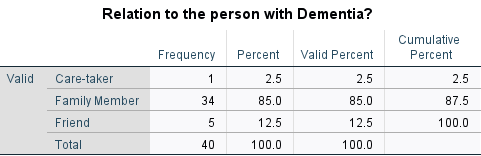 Relation to the person with Dementia?
Frequency Percent Valid Percent Cumulative Percent
Valid Care-taker 1 2.5 2.5 2.5
Family Member 34 85.0 85.0 87.5
Friend 5 12.5 12.5 100.0
Total 40 100.0 100.0